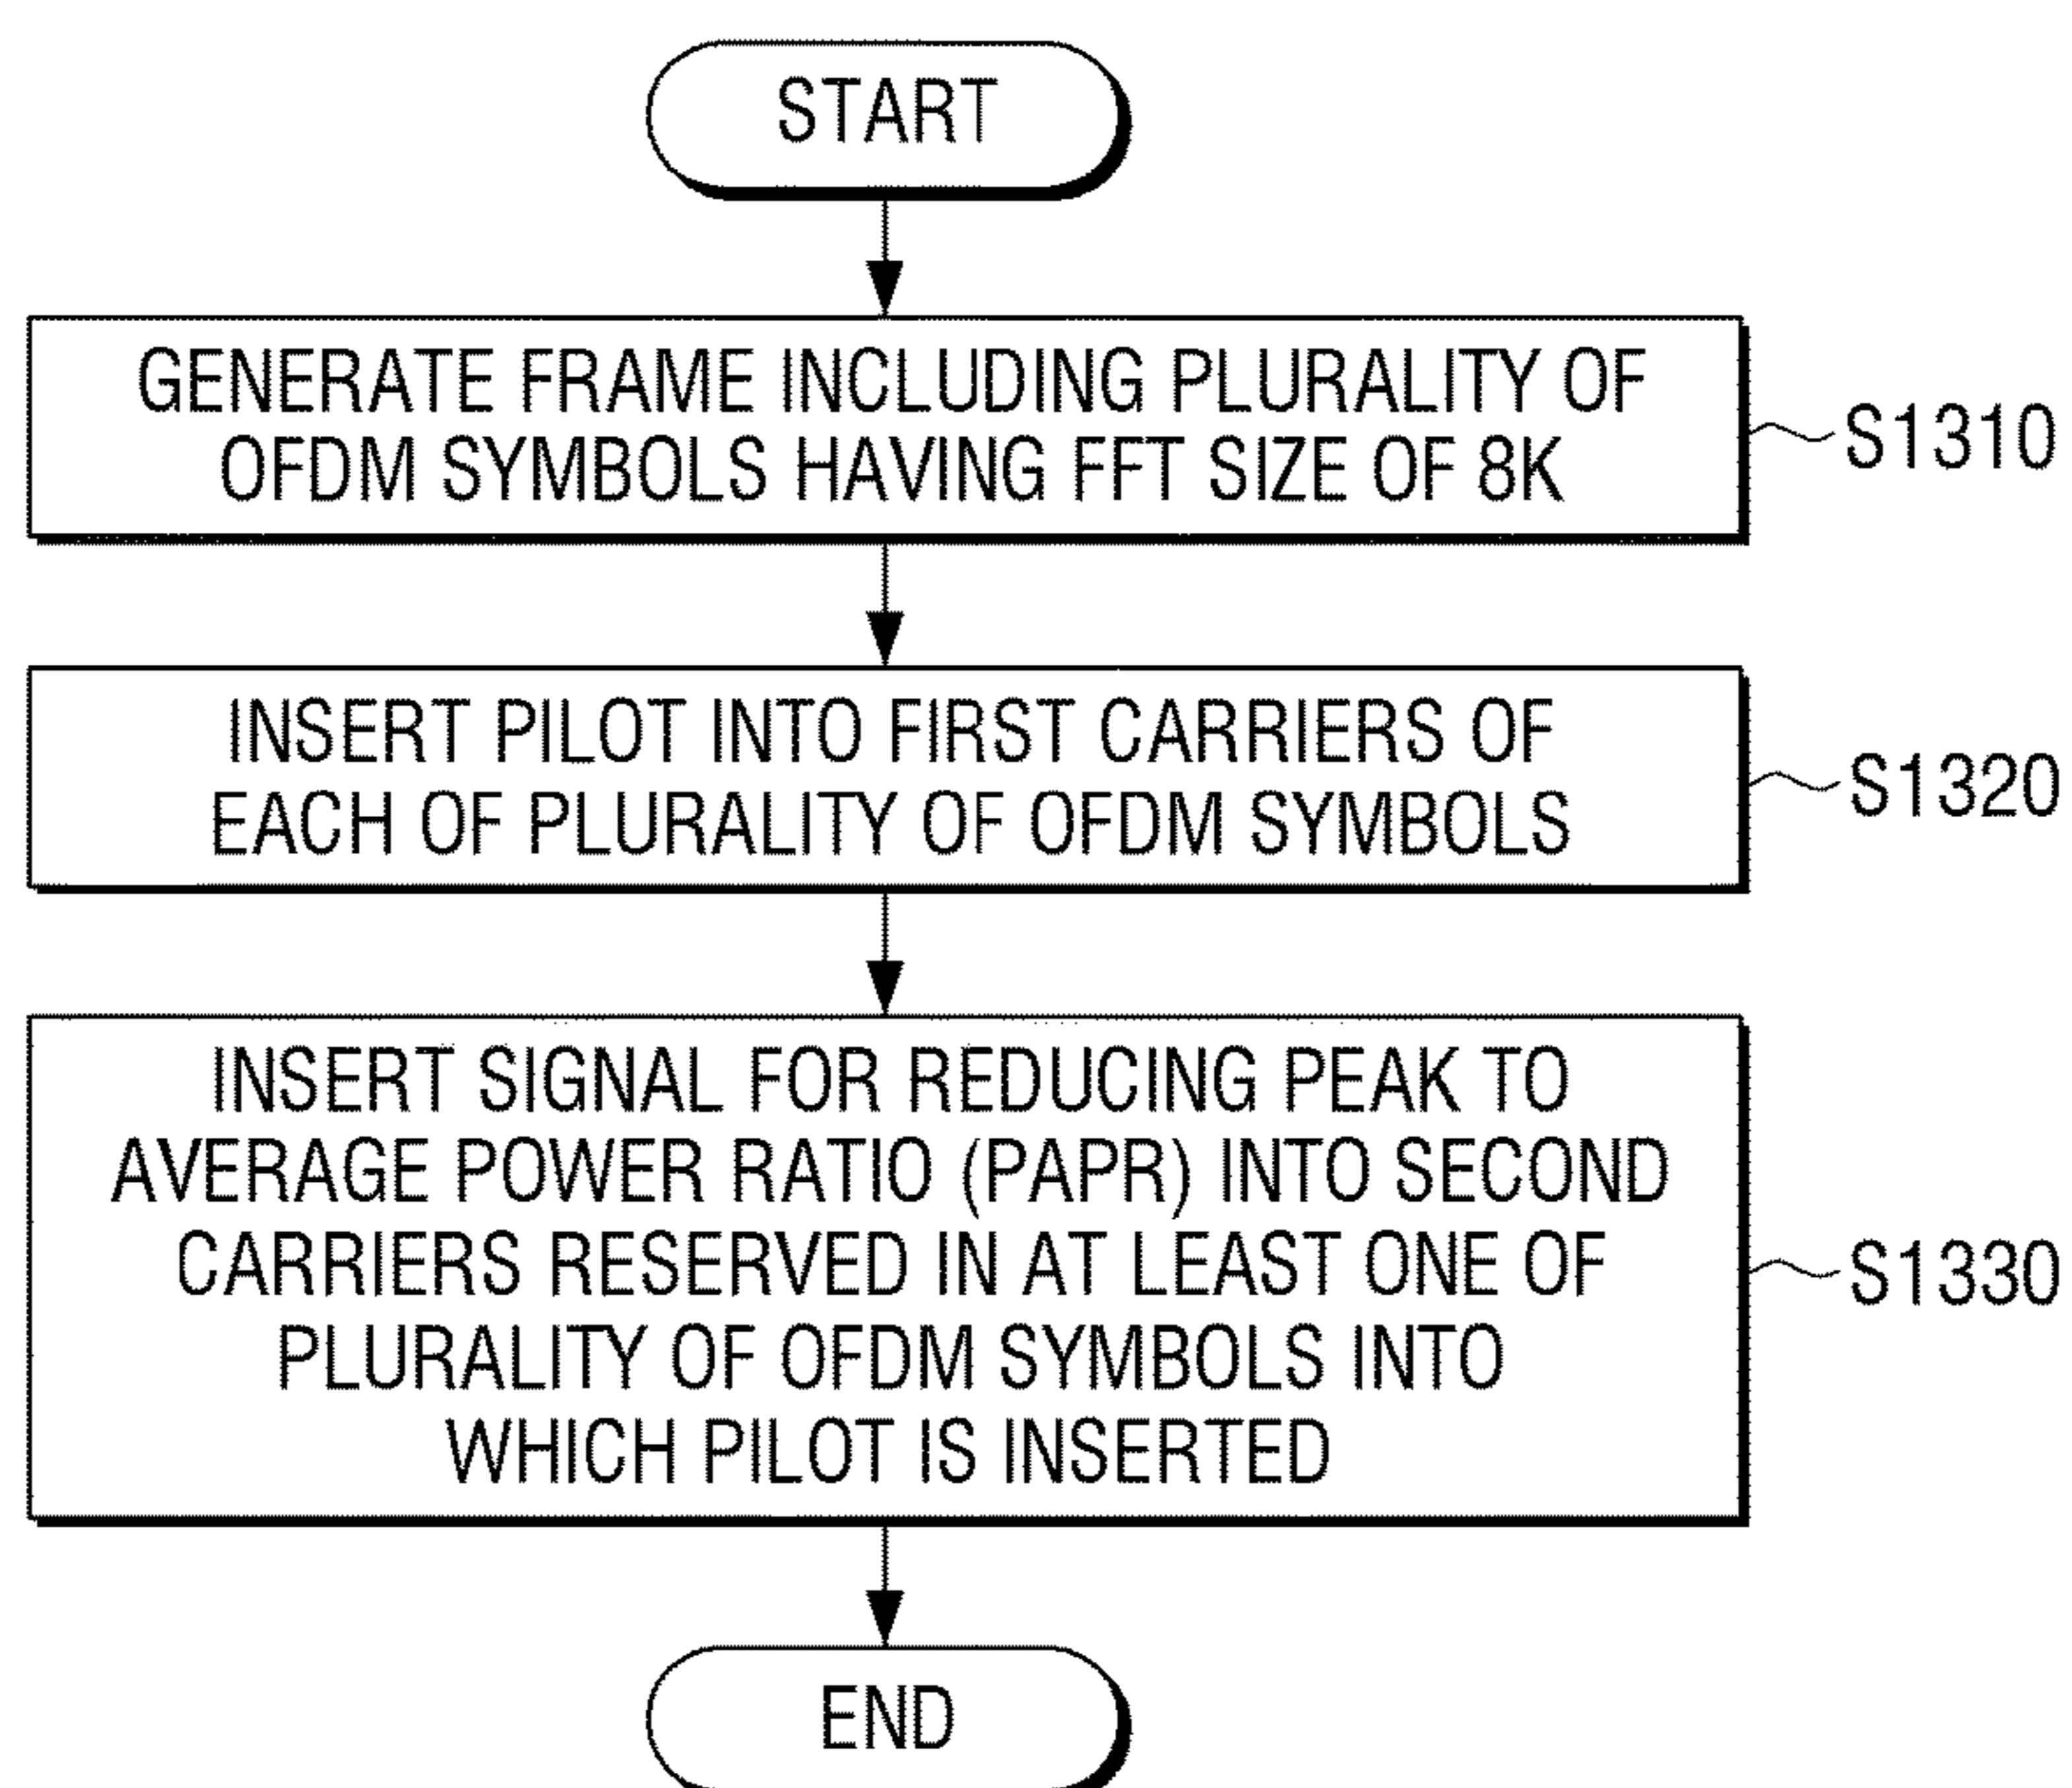 START
GENERATE FRAME INCLUDING PLURALITY OF
OFDM SYMBOLS HAVING FFT SIZE OF 8K
S1310
INSERT PILOT INTO FIRST CARRIERS OF
EACH OF PLURALITY OF OFDM SYMBOLS
S1320
INSERT SIGNAL FOR REDUCING PEAK TO
AVERAGE POWER RATIO (PAPR) INTO SECOND
CARRIERS RESERVED IN AT LEAST ONE OF
PLURALITY OF OFDM SYMBOLS INTO
WHICH PILOT IS INSERTED
S1330
END